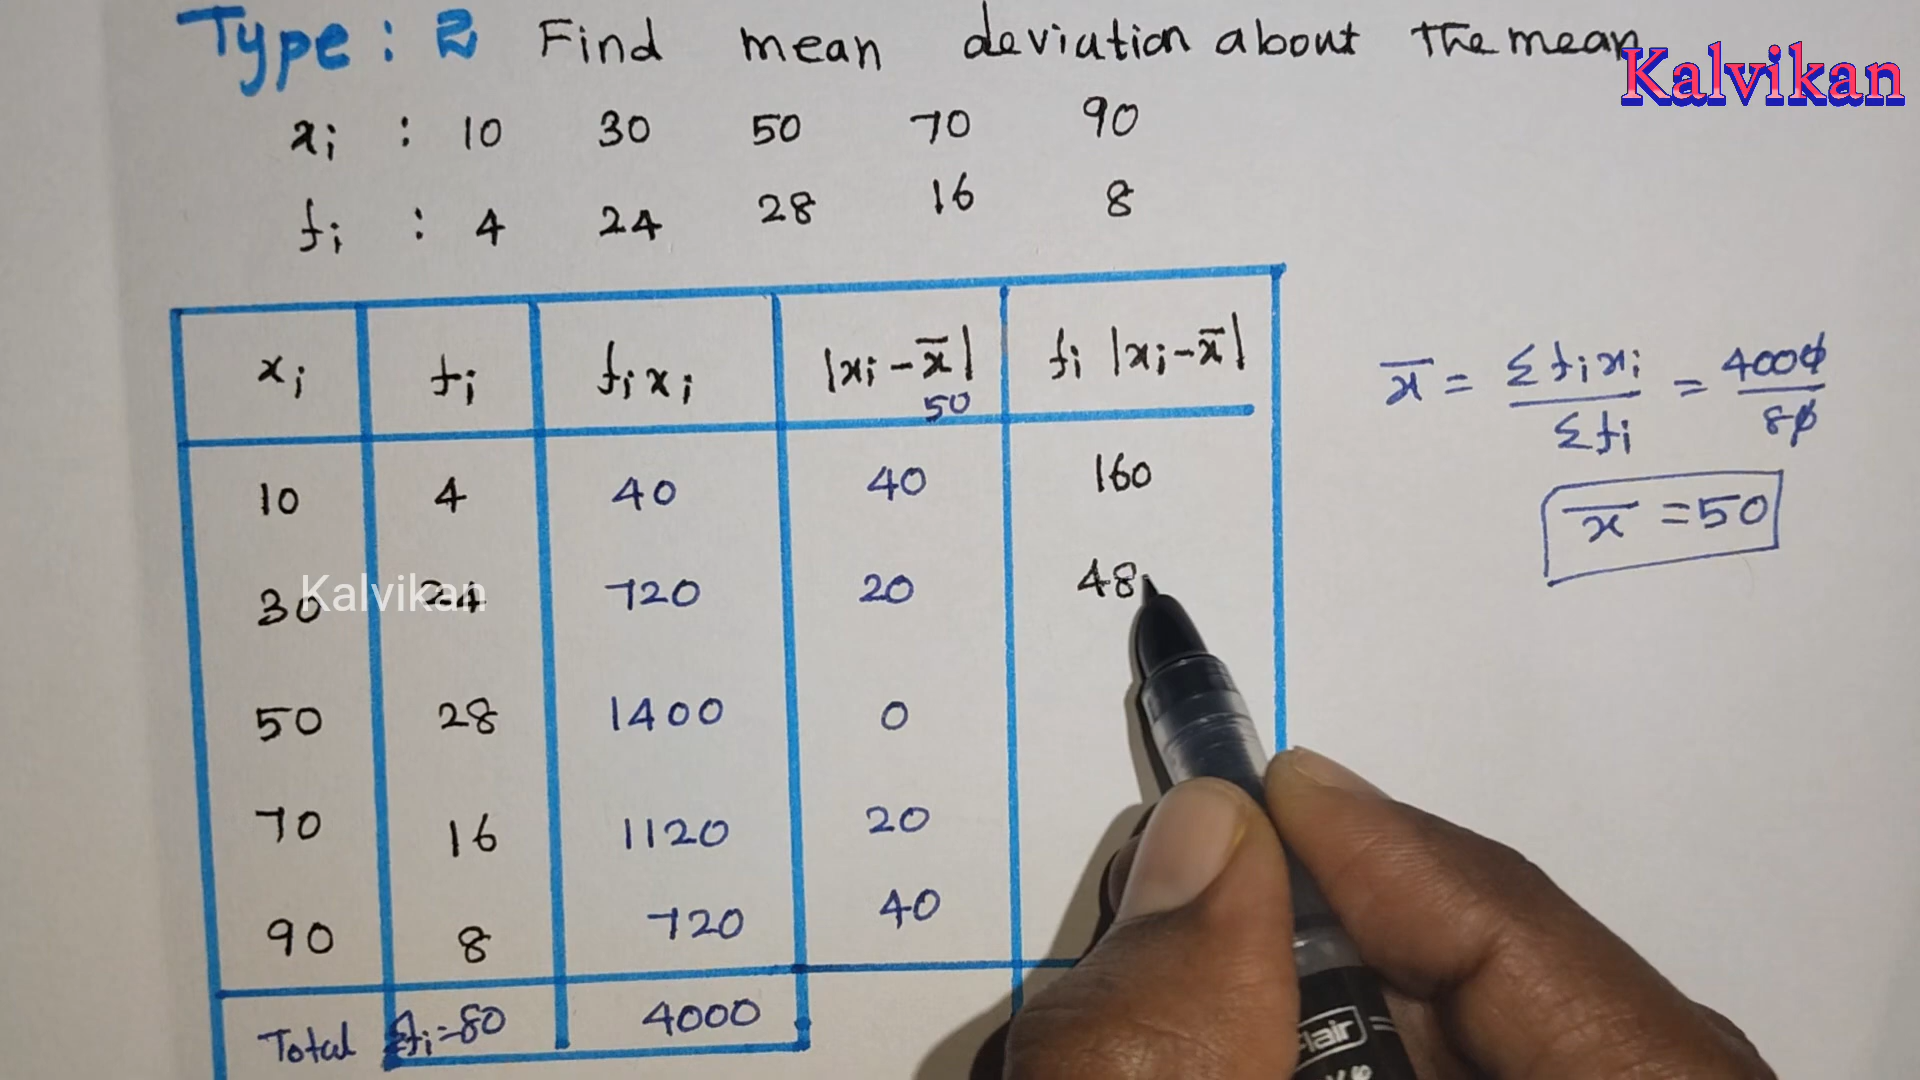 Type: 2 Find mean deviation about the mean
Kalvikan
xi : 10 30 50 70 90
fi : 4 24 28 16 8
xi fi fixi |xi - x̅| fi |xi - x̅|
50
10 4 40 40 160
30 24 720 20 48
Kalvikan
50 28 1400 0
70 16 1120 20
90 8 720 40
Total Σfi = 80 4000
x̅ = Σfixi / Σfi = 4000 / 80
x̅ = 50
Flair